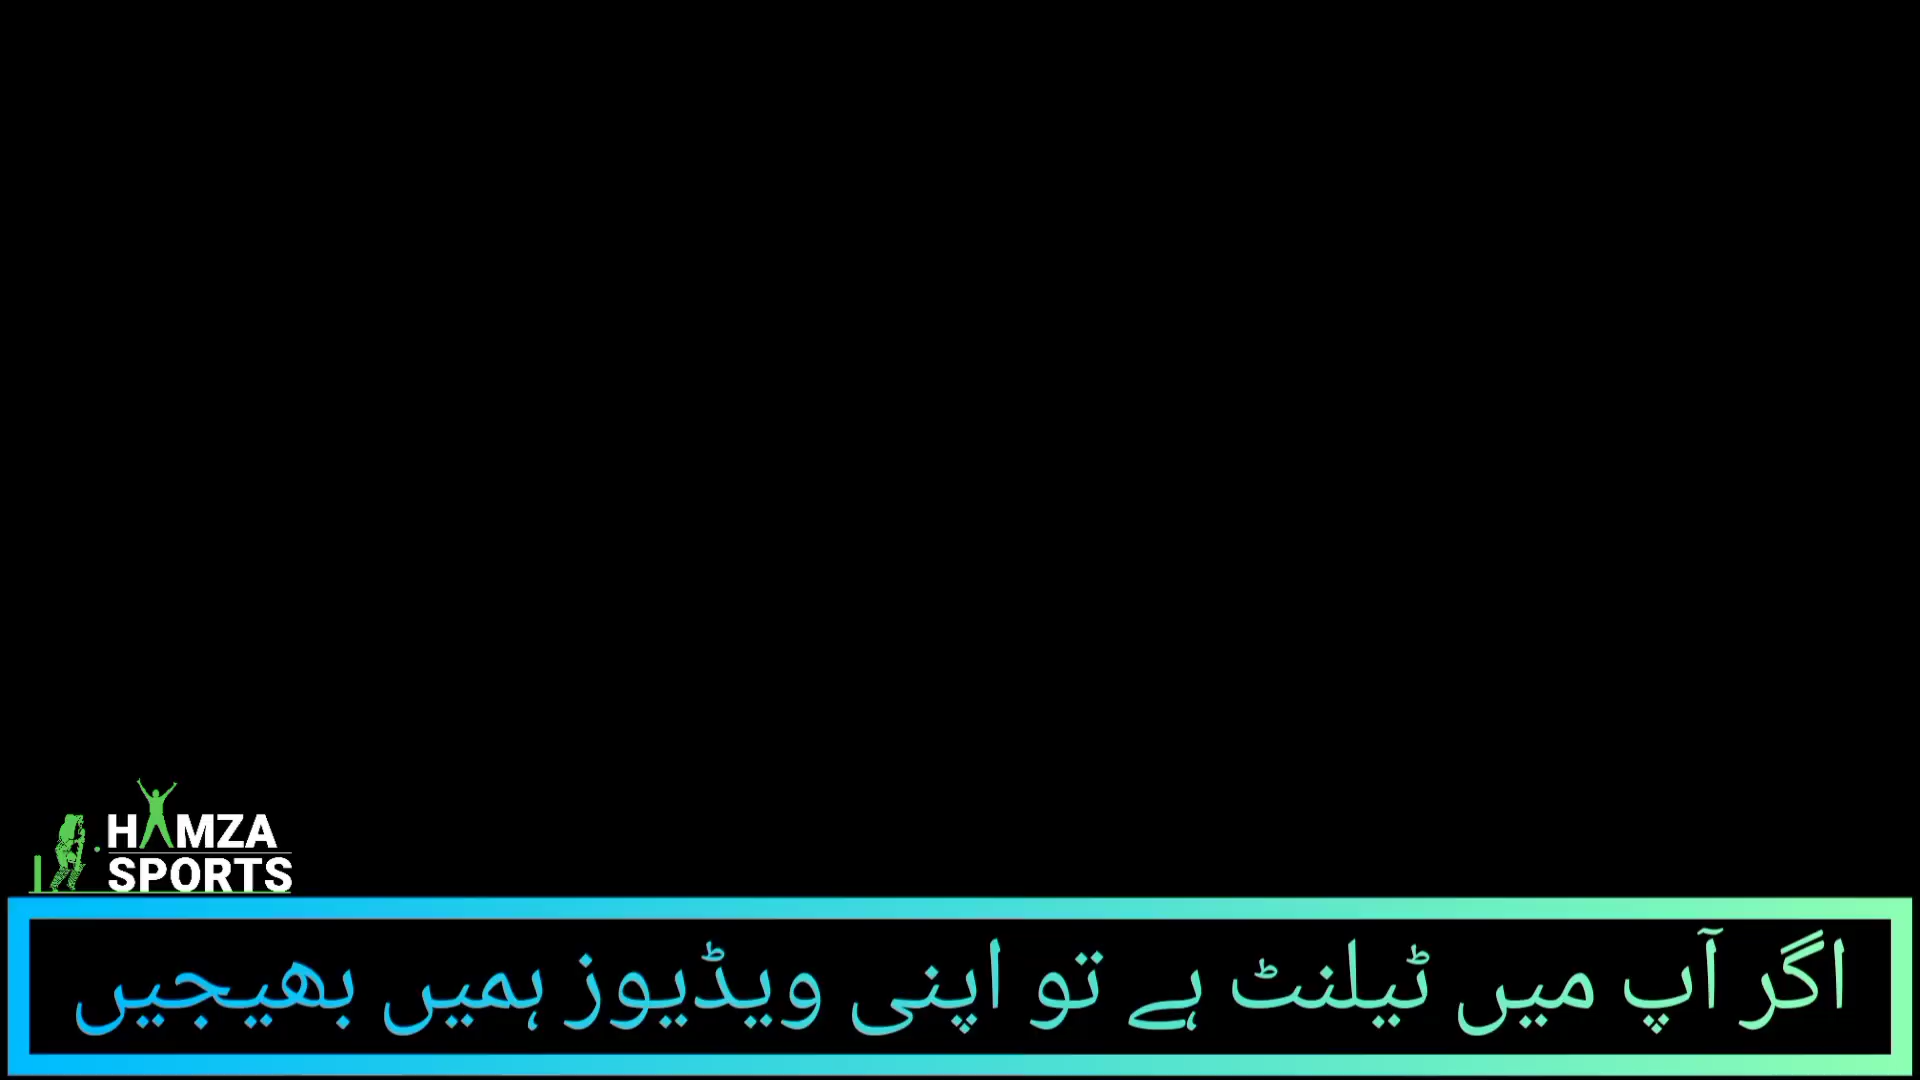 HAMZA
SPORTS
اگر آپ میں ٹیلنٹ ہے تو اپنی ویڈیوز ہمیں بھیجیں